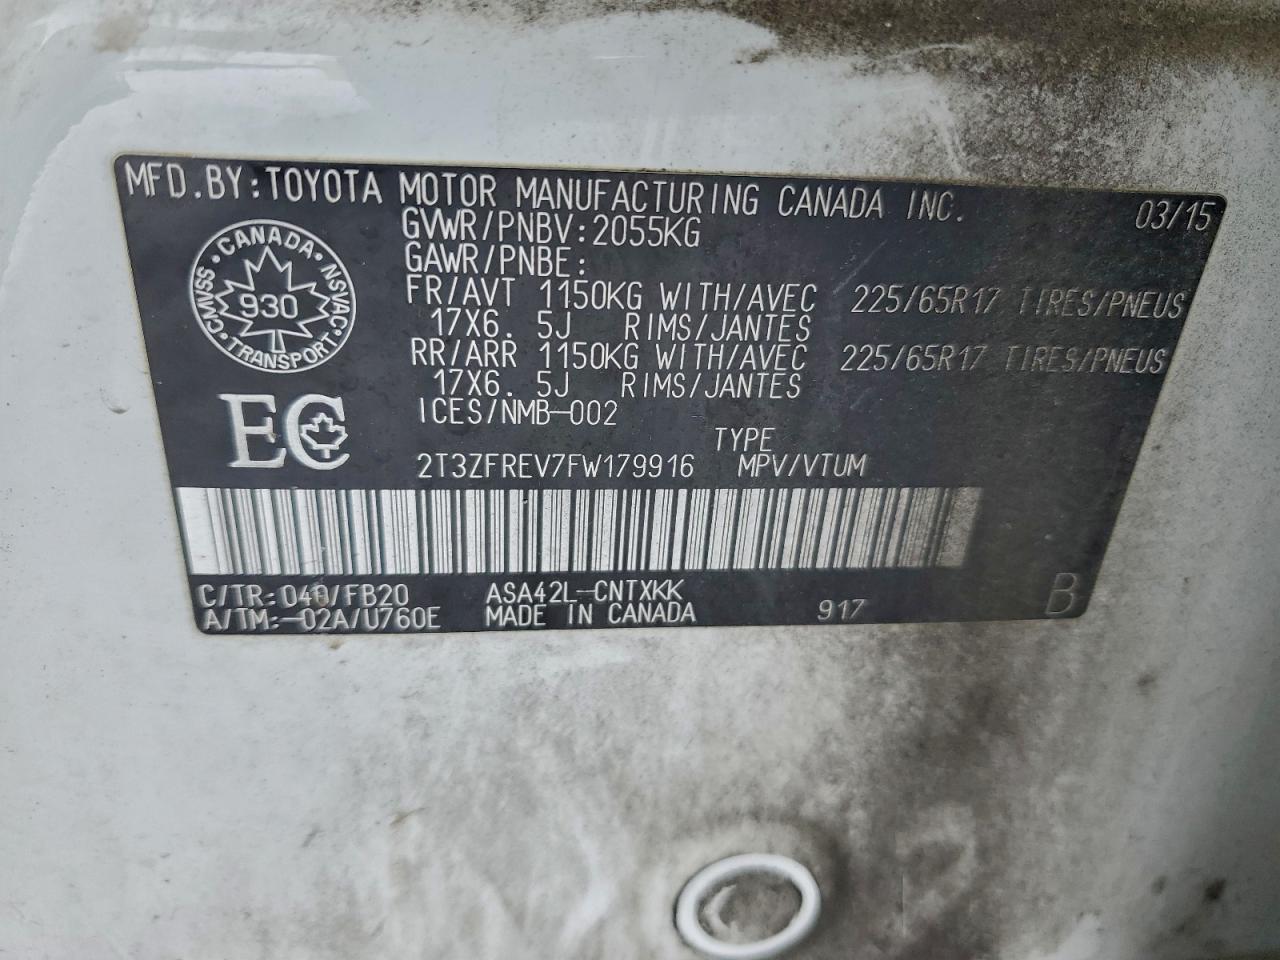 MFD.BY:TOYOTA MOTOR MANUFACTURING CANADA INC. 03/15
GVWR/PNBV:2055KG
GAWR/PNBE:
FR/AVT 1150KG WITH/AVEC 225/65R17 TIRES/PNEUS
17X6. 5J RIMS/JANTES
RR/ARR 1150KG WITH/AVEC 225/65R17 TIRES/PNEUS
17X6. 5J RIMS/JANTES
ICES/NMB-002
CANADA
CMVSS 930 NSVAC
TRANSPORT
EC
TYPE
2T3ZFREV7FW179916 MPV/VTUM
C/TR:040/FB20 ASA42L-CNTXKK
A/TM:-02A/U760E MADE IN CANADA 917 B